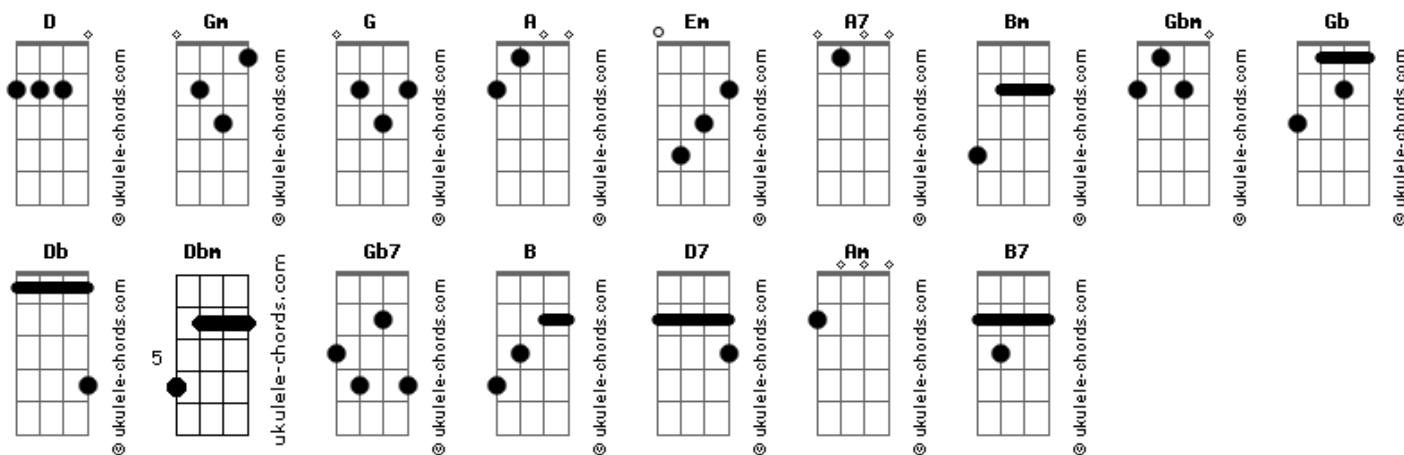 D Gm G A Em A7 Bm Gbm Gb
© ukulele-chords.com © ukulele-chords.com © ukulele-chords.com © ukulele-chords.com © ukulele-chords.com © ukulele-chords.com © ukulele-chords.com © ukulele-chords.com © ukulele-chords.com
Db Dbm Gb7 B D7 Am B7
5
© ukulele-chords.com ukulele-chords.com © ukulele-chords.com © ukulele-chords.com © ukulele-chords.com © ukulele-chords.com © ukulele-chords.com